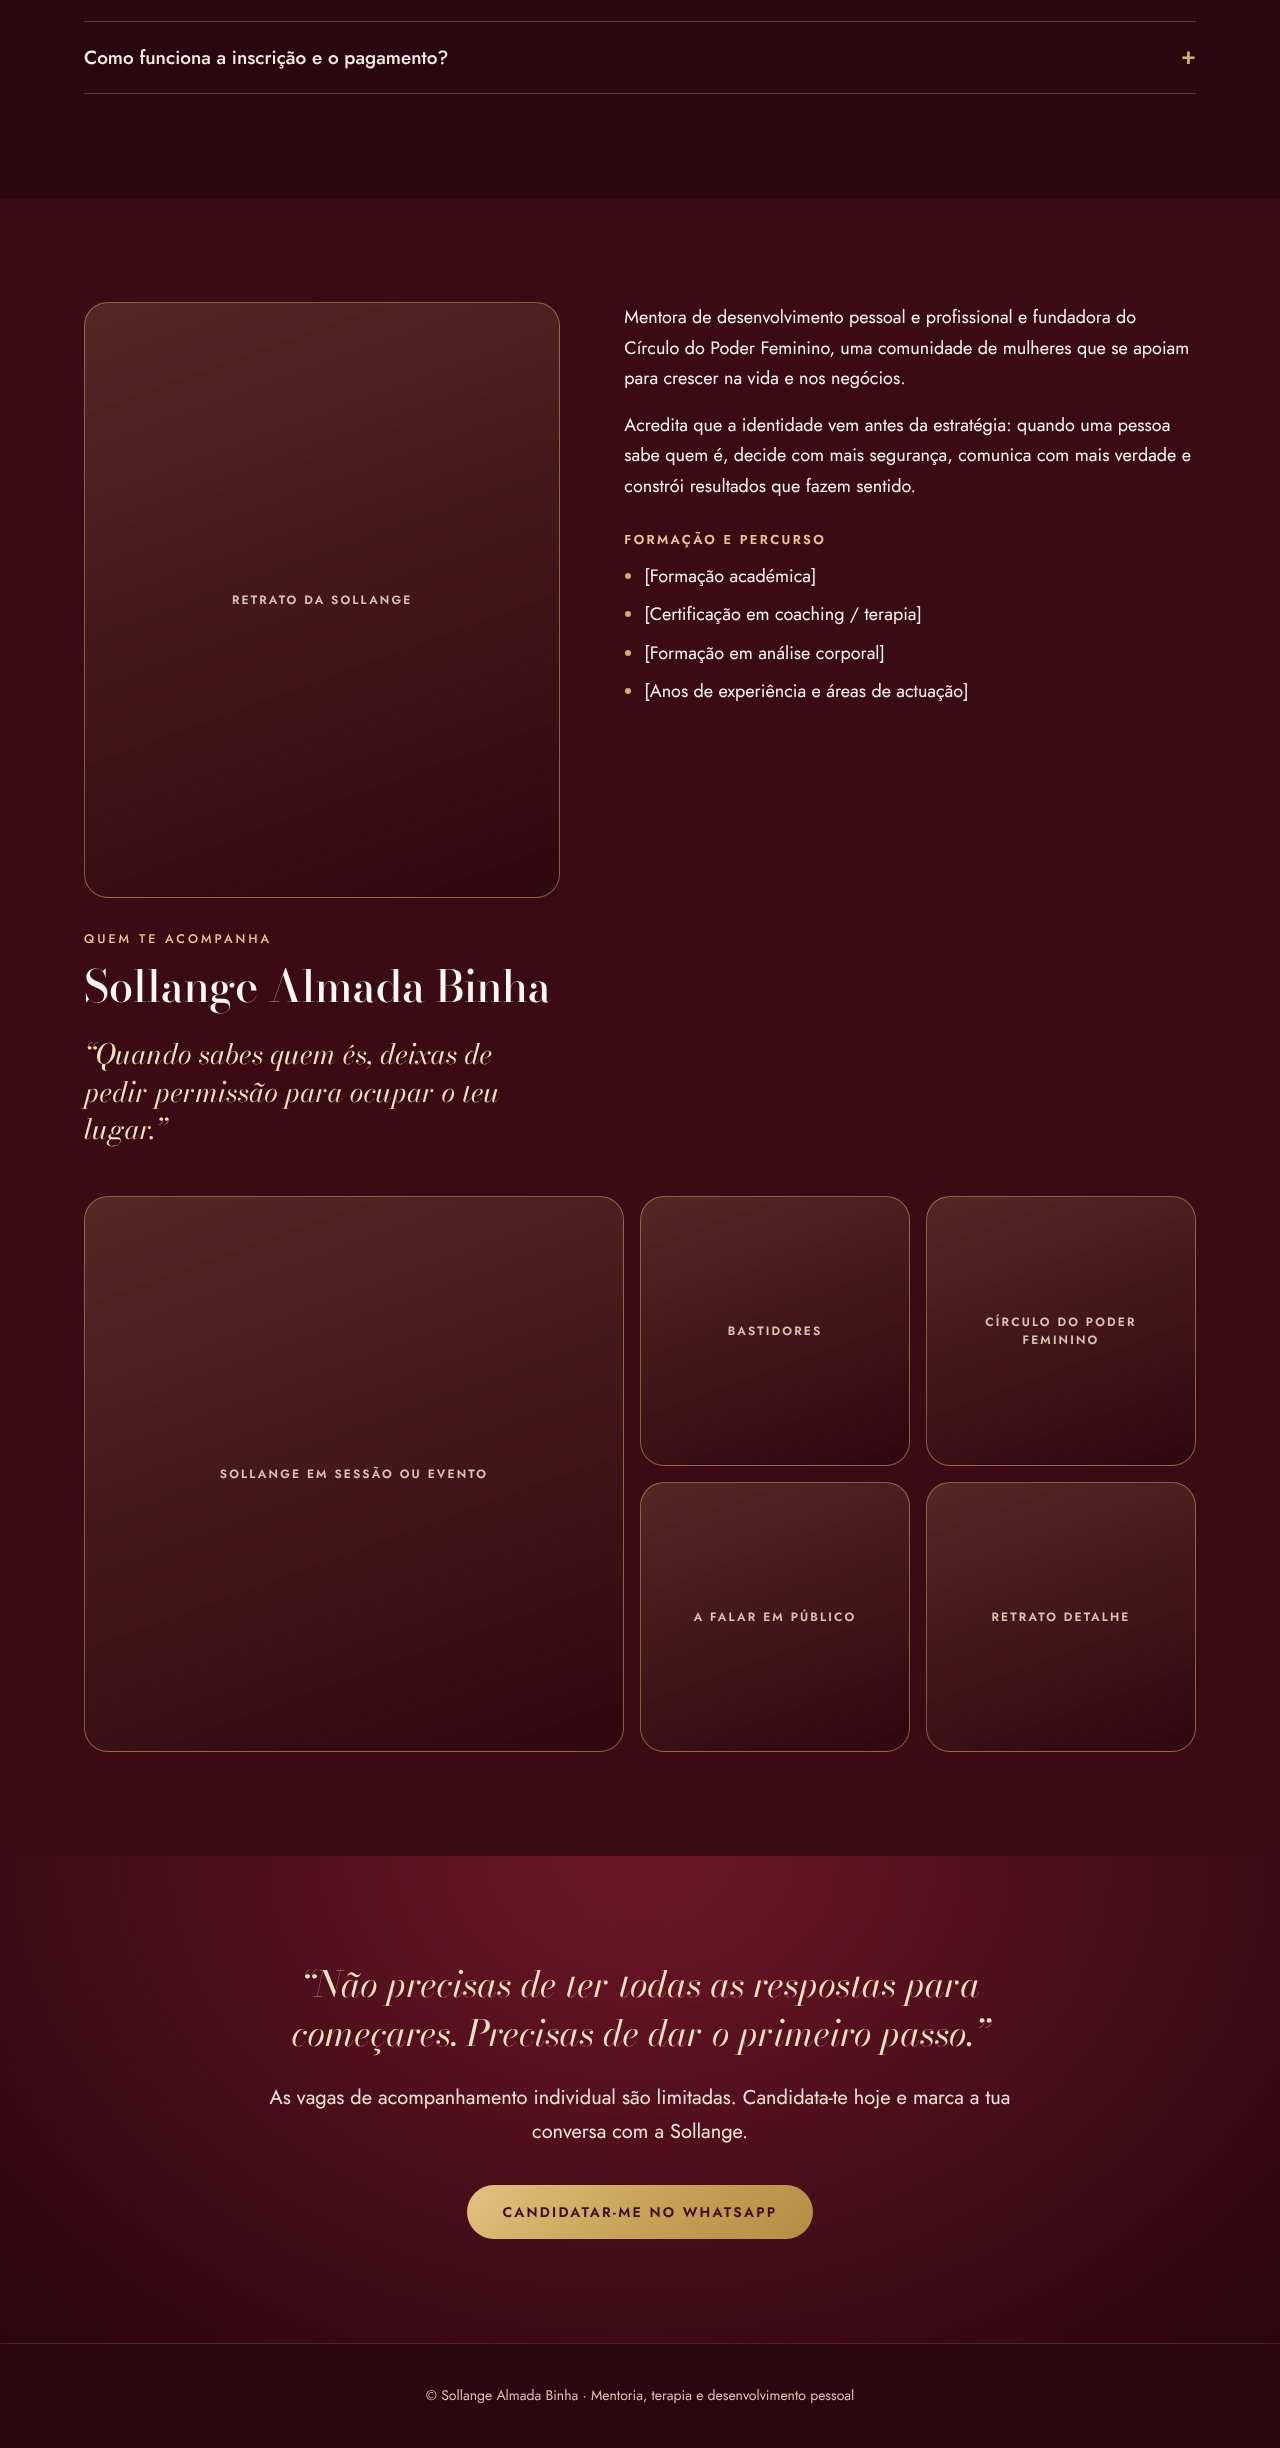 Como funciona a inscrição e o pagamento?
+
RETRATO DA SOLLANGE
Mentora de desenvolvimento pessoal e profissional e fundadora do
Círculo do Poder Feminino, uma comunidade de mulheres que se apoiam
para crescer na vida e nos negócios.
Acredita que a identidade vem antes da estratégia: quando uma pessoa
sabe quem é, decide com mais segurança, comunica com mais verdade e
constrói resultados que fazem sentido.
FORMAÇÃO E PERCURSO
• [Formação académica]
• [Certificação em coaching / terapia]
• [Formação em análise corporal]
• [Anos de experiência e áreas de actuação]
QUEM TE ACOMPANHA
Sollange Almada Binha
“Quando sabes quem és, deixas de
pedir permissão para ocupar o teu
lugar.”
SOLLANGE EM SESSÃO OU EVENTO
BASTIDORES
CÍRCULO DO PODER
FEMININO
A FALAR EM PÚBLICO
RETRATO DETALHE
“Não precisas de ter todas as respostas para
começares. Precisas de dar o primeiro passo.”
As vagas de acompanhamento individual são limitadas. Candidata-te hoje e marca a tua
conversa com a Sollange.
CANDIDATAR-ME NO WHATSAPP
© Sollange Almada Binha · Mentoria, terapia e desenvolvimento pessoal